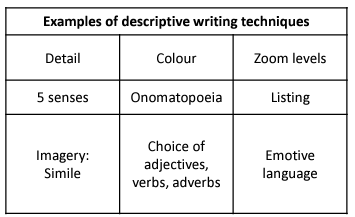 Examples of descriptive writing techniques
Detail Colour Zoom levels
5 senses Onomatopoeia Listing
Imagery:
Simile
Choice of
adjectives,
verbs, adverbs
Emotive
language